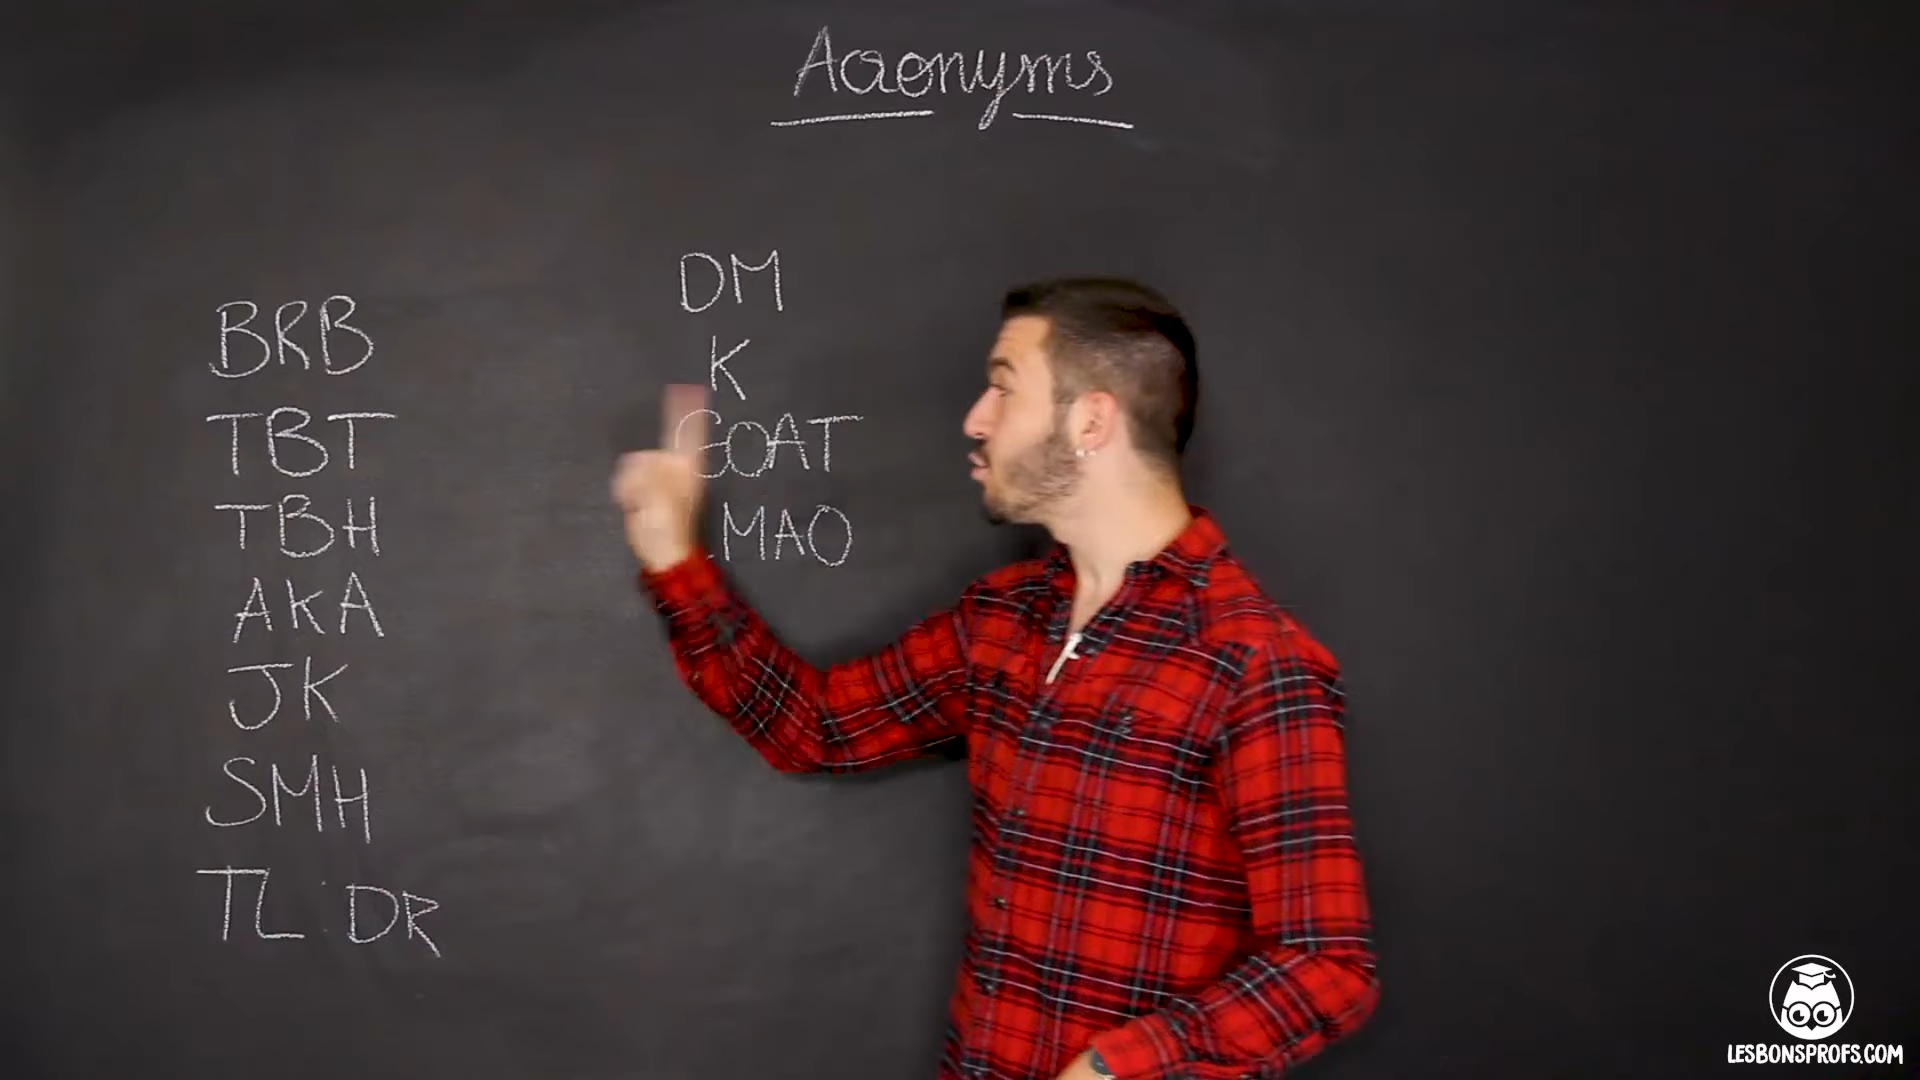 Acronyms
BRB
TBT
TBH
AKA
JK
SMH
TL:DR
DM
K
GOAT
LMAO
LESBONSPROFS.COM